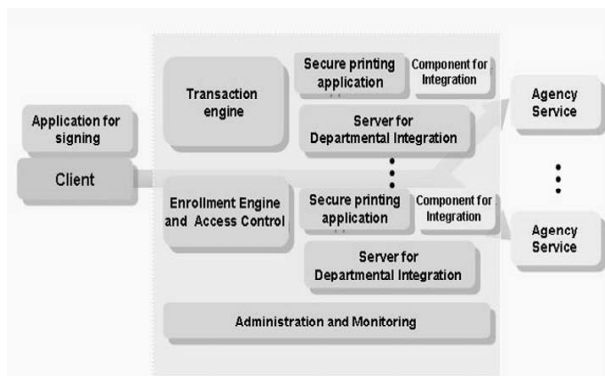 Application for
signing
Client
Transaction
engine
Secure printing
application
Component for
Integration
Server for
Departmental Integration
Agency
Service
Enrollment Engine
and Access Control
Secure printing
application
Component for
Integration
Server for
Departmental Integration
Agency
Service
Administration and Monitoring